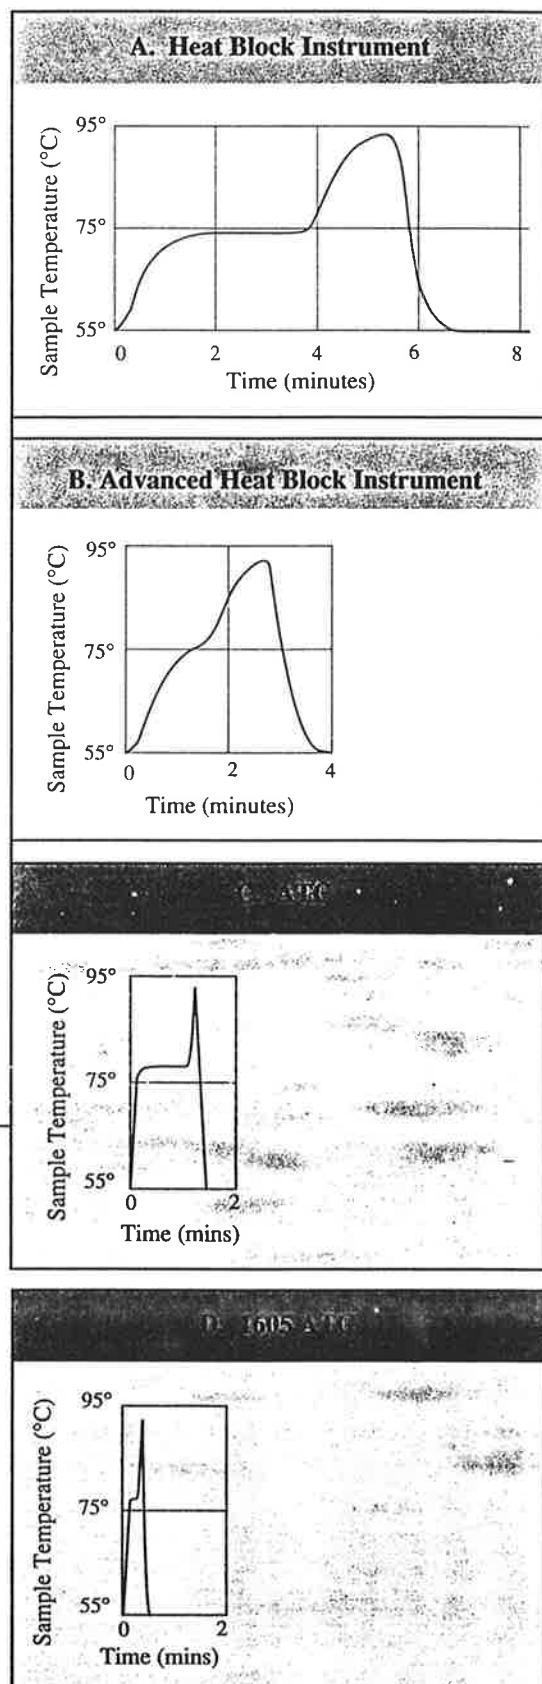 A. Heat Block Instrument
Sample Temperature (°C)
95°
75°
55°
0 2 4 6 8
Time (minutes)
B. Advanced Heat Block Instrument
Sample Temperature (°C)
95°
75°
55°
0 2 4
Time (minutes)
C.
Sample Temperature (°C)
95°
75°
55°
0 2
Time (mins)
D. 1605 ATC
Sample Temperature (°C)
95°
75°
55°
0 2
Time (mins)